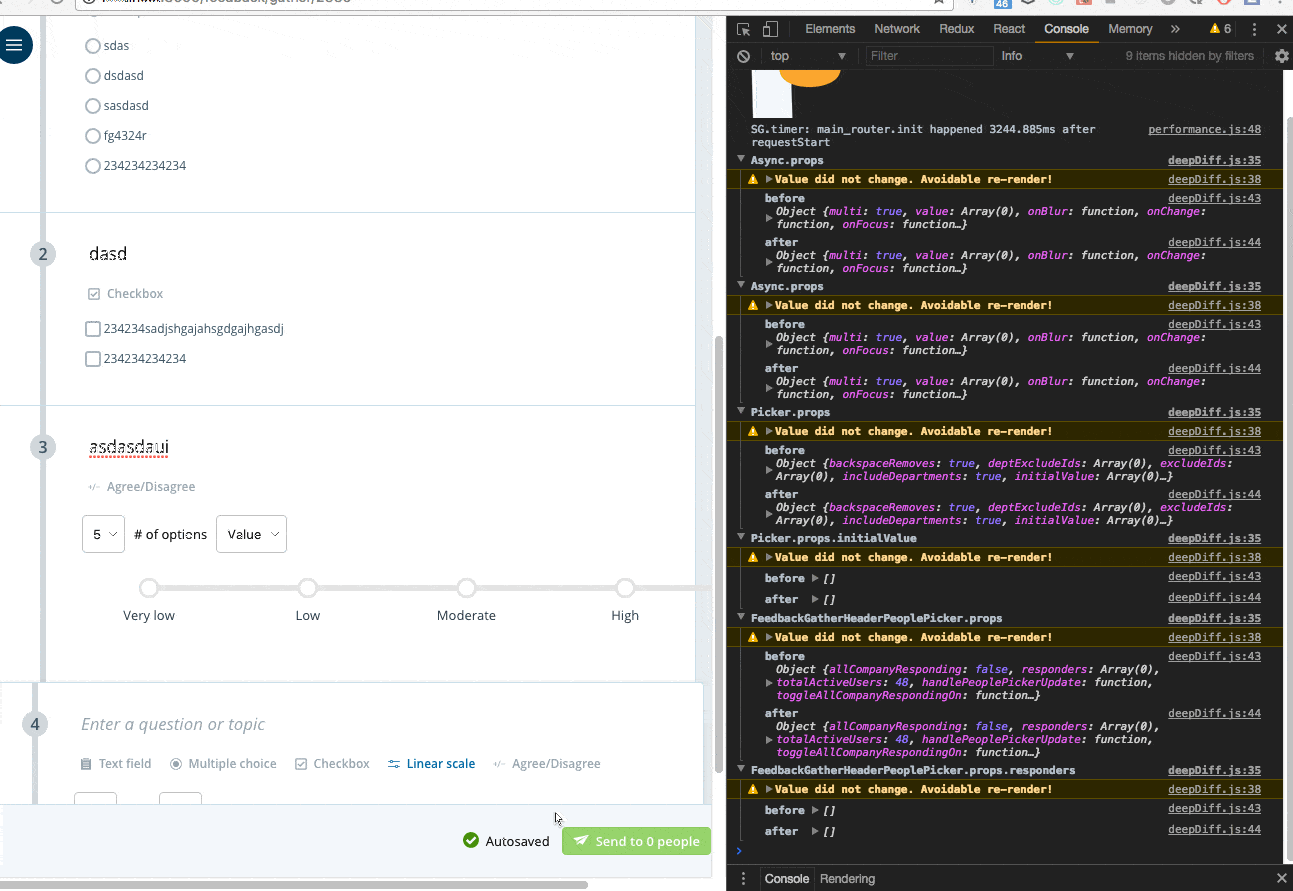 46
sdas
dsdasd
sasdasd
fg4324r
234234234234
2
dasd
Checkbox
234234sadjshgajahsgdgajhgasdj
234234234234
3
asdasdaui
+/- Agree/Disagree
5 # of options Value
Very low Low Moderate High
4
Enter a question or topic
Text field Multiple choice Checkbox Linear scale +/- Agree/Disagree
Autosaved Send to 0 people
Elements Network Redux React Console Memory » 6
top Filter Info 9 items hidden by filters
SG.timer: main_router.init happened 3244.885ms after performance.js:48
requestStart
Async.props deepDiff.js:35
Value did not change. Avoidable re-render! deepDiff.js:38
before deepDiff.js:43
Object {multi: true, value: Array(0), onBlur: function, onChange:
function, onFocus: function…}
after deepDiff.js:44
Object {multi: true, value: Array(0), onBlur: function, onChange:
function, onFocus: function…}
Async.props deepDiff.js:35
Value did not change. Avoidable re-render! deepDiff.js:38
before deepDiff.js:43
Object {multi: true, value: Array(0), onBlur: function, onChange:
function, onFocus: function…}
after deepDiff.js:44
Object {multi: true, value: Array(0), onBlur: function, onChange:
function, onFocus: function…}
Picker.props deepDiff.js:35
Value did not change. Avoidable re-render! deepDiff.js:38
before deepDiff.js:43
Object {backspaceRemoves: true, deptExcludeIds: Array(0), excludeIds:
Array(0), includeDepartments: true, initialValue: Array(0)…}
after deepDiff.js:44
Object {backspaceRemoves: true, deptExcludeIds: Array(0), excludeIds:
Array(0), includeDepartments: true, initialValue: Array(0)…}
Picker.props.initialValue deepDiff.js:35
Value did not change. Avoidable re-render! deepDiff.js:38
before [] deepDiff.js:43
after [] deepDiff.js:44
FeedbackGatherHeaderPeoplePicker.props deepDiff.js:35
Value did not change. Avoidable re-render! deepDiff.js:38
before deepDiff.js:43
Object {allCompanyResponding: false, responders: Array(0),
totalActiveUsers: 48, handlePeoplePickerUpdate: function,
toggleAllCompanyRespondingOn: function…}
after deepDiff.js:44
Object {allCompanyResponding: false, responders: Array(0),
totalActiveUsers: 48, handlePeoplePickerUpdate: function,
toggleAllCompanyRespondingOn: function…}
FeedbackGatherHeaderPeoplePicker.props.responders deepDiff.js:35
Value did not change. Avoidable re-render! deepDiff.js:38
before [] deepDiff.js:43
after [] deepDiff.js:44
Console Rendering